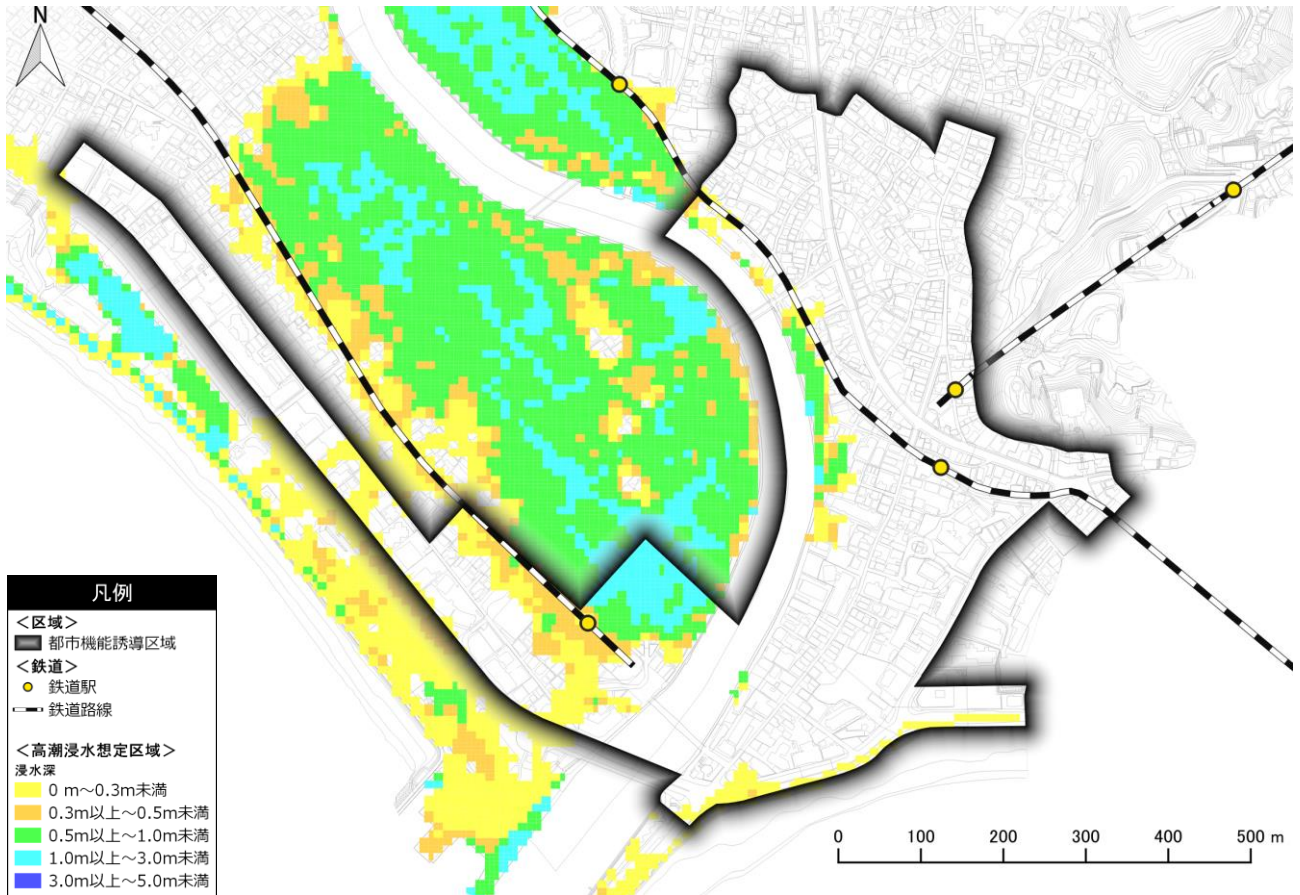 N
凡例
＜区域＞
都市機能誘導区域
＜鉄道＞
鉄道駅
鉄道路線
＜高潮浸水想定区域＞
浸水深
0 m～0.3m未満
0.3m以上～0.5m未満
0.5m以上～1.0m未満
1.0m以上～3.0m未満
3.0m以上～5.0m未満
0 100 200 300 400 500 m